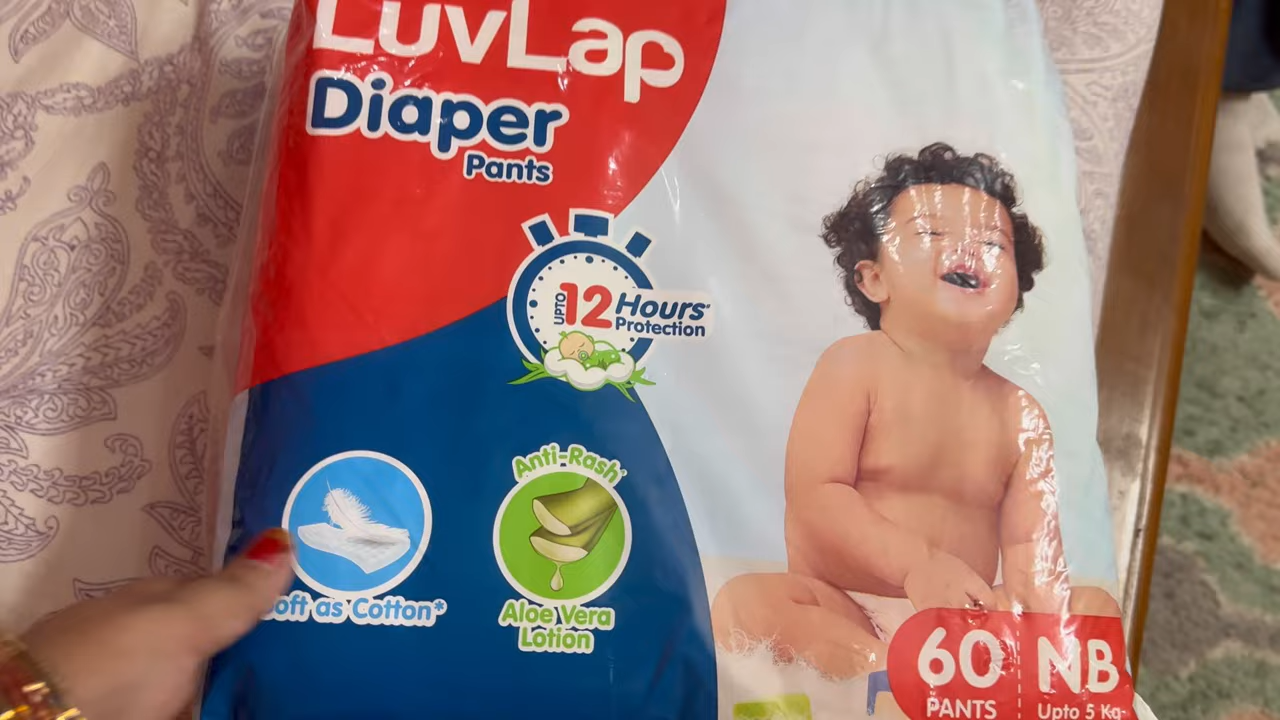 LuvLap
Diaper
Pants
UPTO 12 Hours*
Protection
Anti-Rash*
Soft as Cotton*
Aloe Vera
Lotion
60
PANTS
NB
Upto 5 Kg